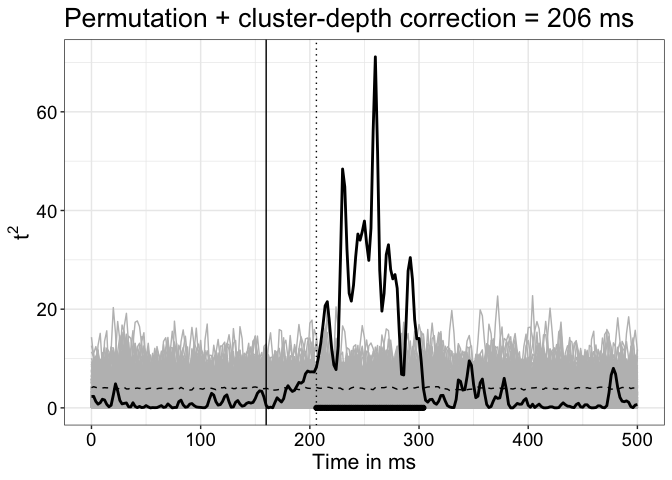 Permutation + cluster-depth correction = 206 ms
60
40
20
0
t²
0 100 200 300 400 500
Time in ms